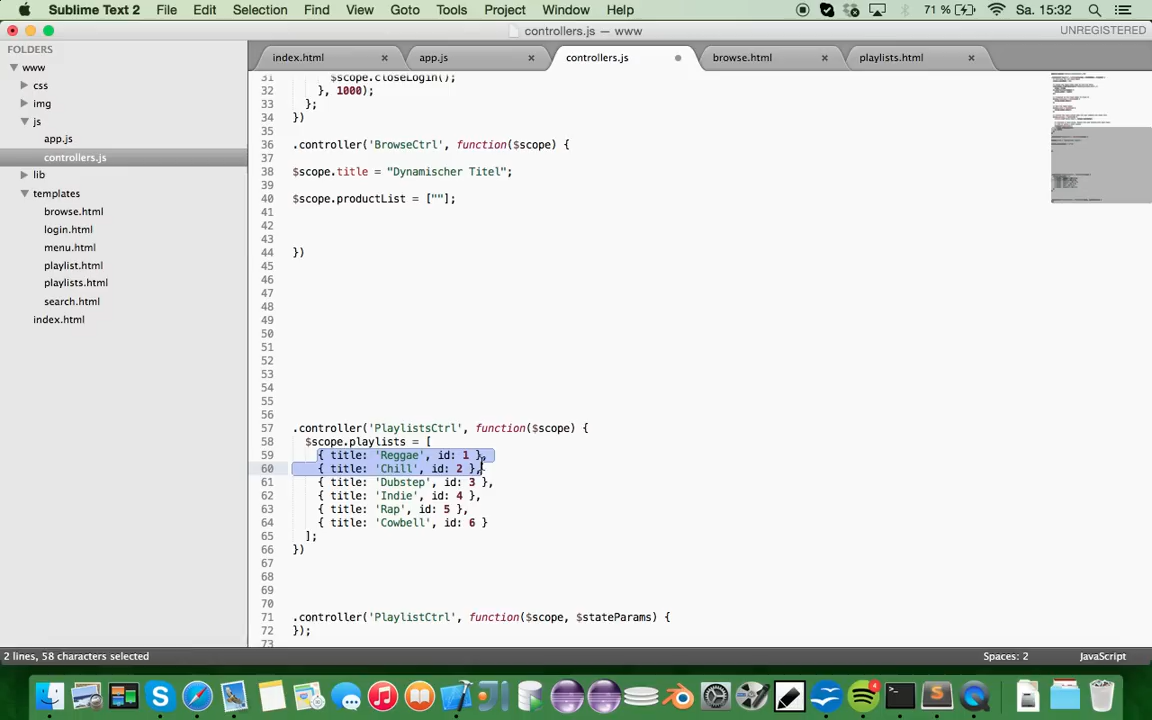 Sublime Text 2 File Edit Selection Find View Goto Tools Project Window Help 71 % Sa. 15:32
controllers.js — www UNREGISTERED
FOLDERS
www
css
img
js
app.js
controllers.js
lib
templates
browse.html
login.html
menu.html
playlist.html
playlists.html
search.html
index.html
index.html app.js controllers.js browse.html playlists.html
31 $scope.closeLogin();
32 }, 1000);
33 };
34 })
35
36 .controller('BrowseCtrl', function($scope) {
37
38 $scope.title = "Dynamischer Titel";
39
40 $scope.productList = [""];
41
42
43
44 })
45
46
47
48
49
50
51
52
53
54
55
56
57 .controller('PlaylistsCtrl', function($scope) {
58 $scope.playlists = [
59 { title: 'Reggae', id: 1 },
60 { title: 'Chill', id: 2 },
61 { title: 'Dubstep', id: 3 },
62 { title: 'Indie', id: 4 },
63 { title: 'Rap', id: 5 },
64 { title: 'Cowbell', id: 6 }
65 ];
66 })
67
68
69
70
71 .controller('PlaylistCtrl', function($scope, $stateParams) {
72 });
73
2 lines, 58 characters selected Spaces: 2 JavaScript
4